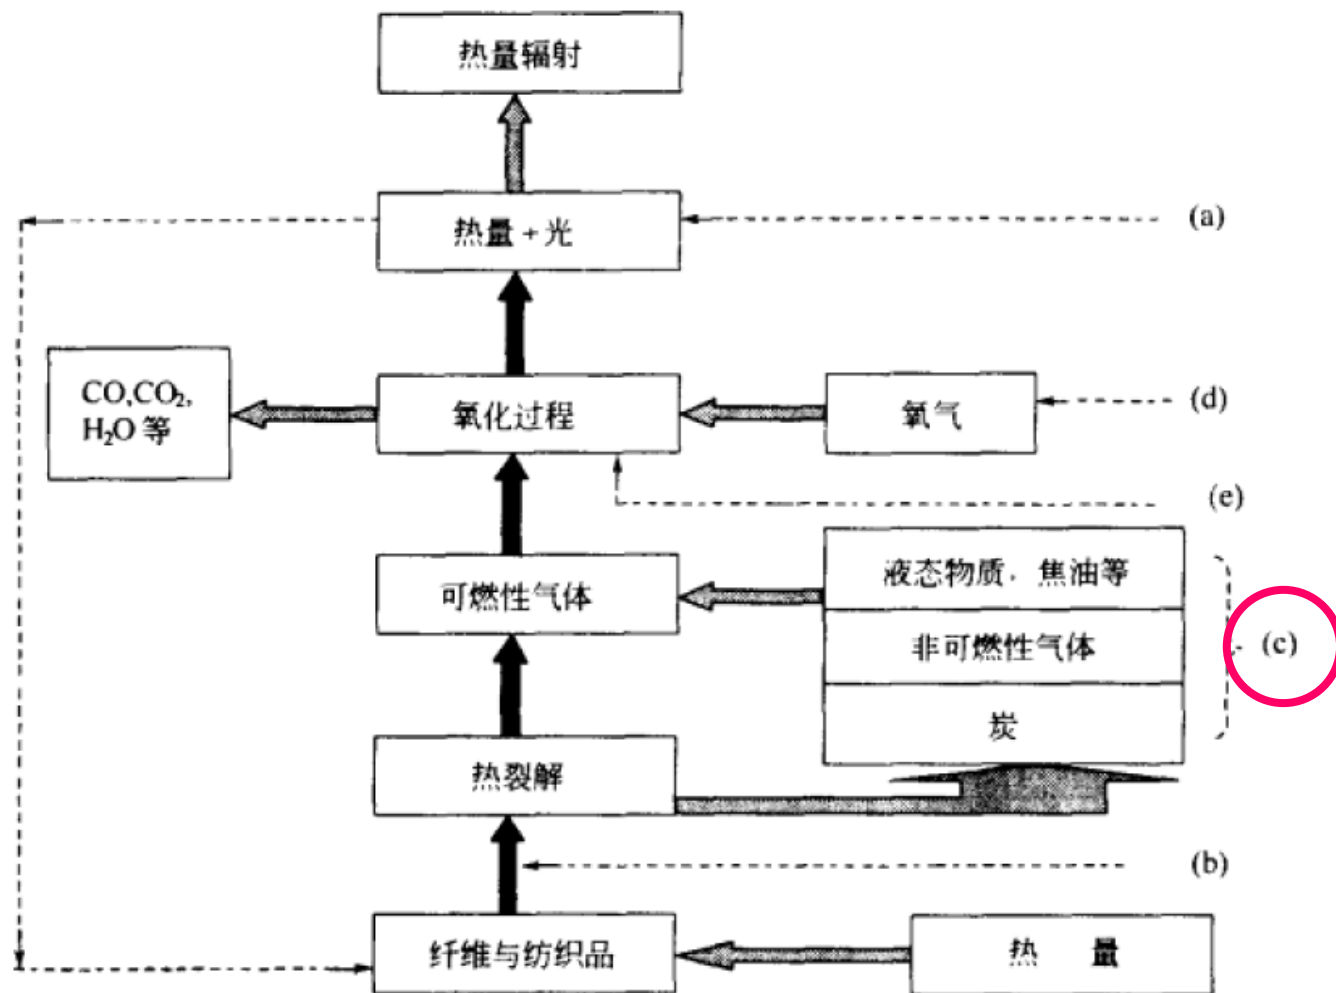 热量辐射
热量+光
(a)
CO,CO₂,
H₂O 等
氧化过程
氧气
(d)
(e)
可燃性气体
液态物质．焦油等
非可燃性气体
(c)
炭
热裂解
(b)
纤维与纺织品
热 量